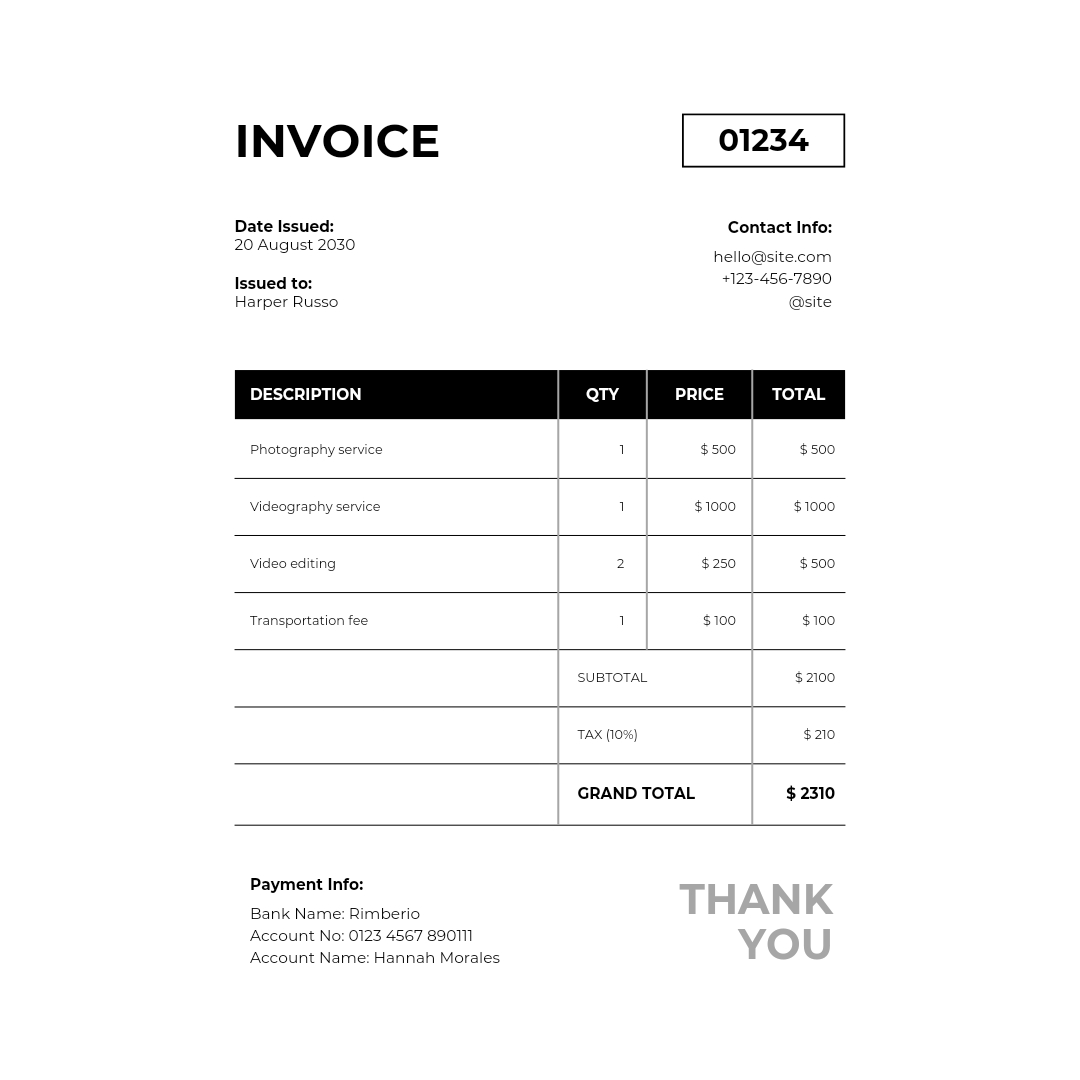 INVOICE
01234
Date Issued:
20 August 2030
Issued to:
Harper Russo
Contact Info:
hello@site.com
+123-456-7890
@site
DESCRIPTION QTY PRICE TOTAL
Photography service 1 $ 500 $ 500
Videography service 1 $ 1000 $ 1000
Video editing 2 $ 250 $ 500
Transportation fee 1 $ 100 $ 100
SUBTOTAL $ 2100
TAX (10%) $ 210
GRAND TOTAL $ 2310
Payment Info:
Bank Name: Rimberio
Account No: 0123 4567 890111
Account Name: Hannah Morales
THANK
YOU